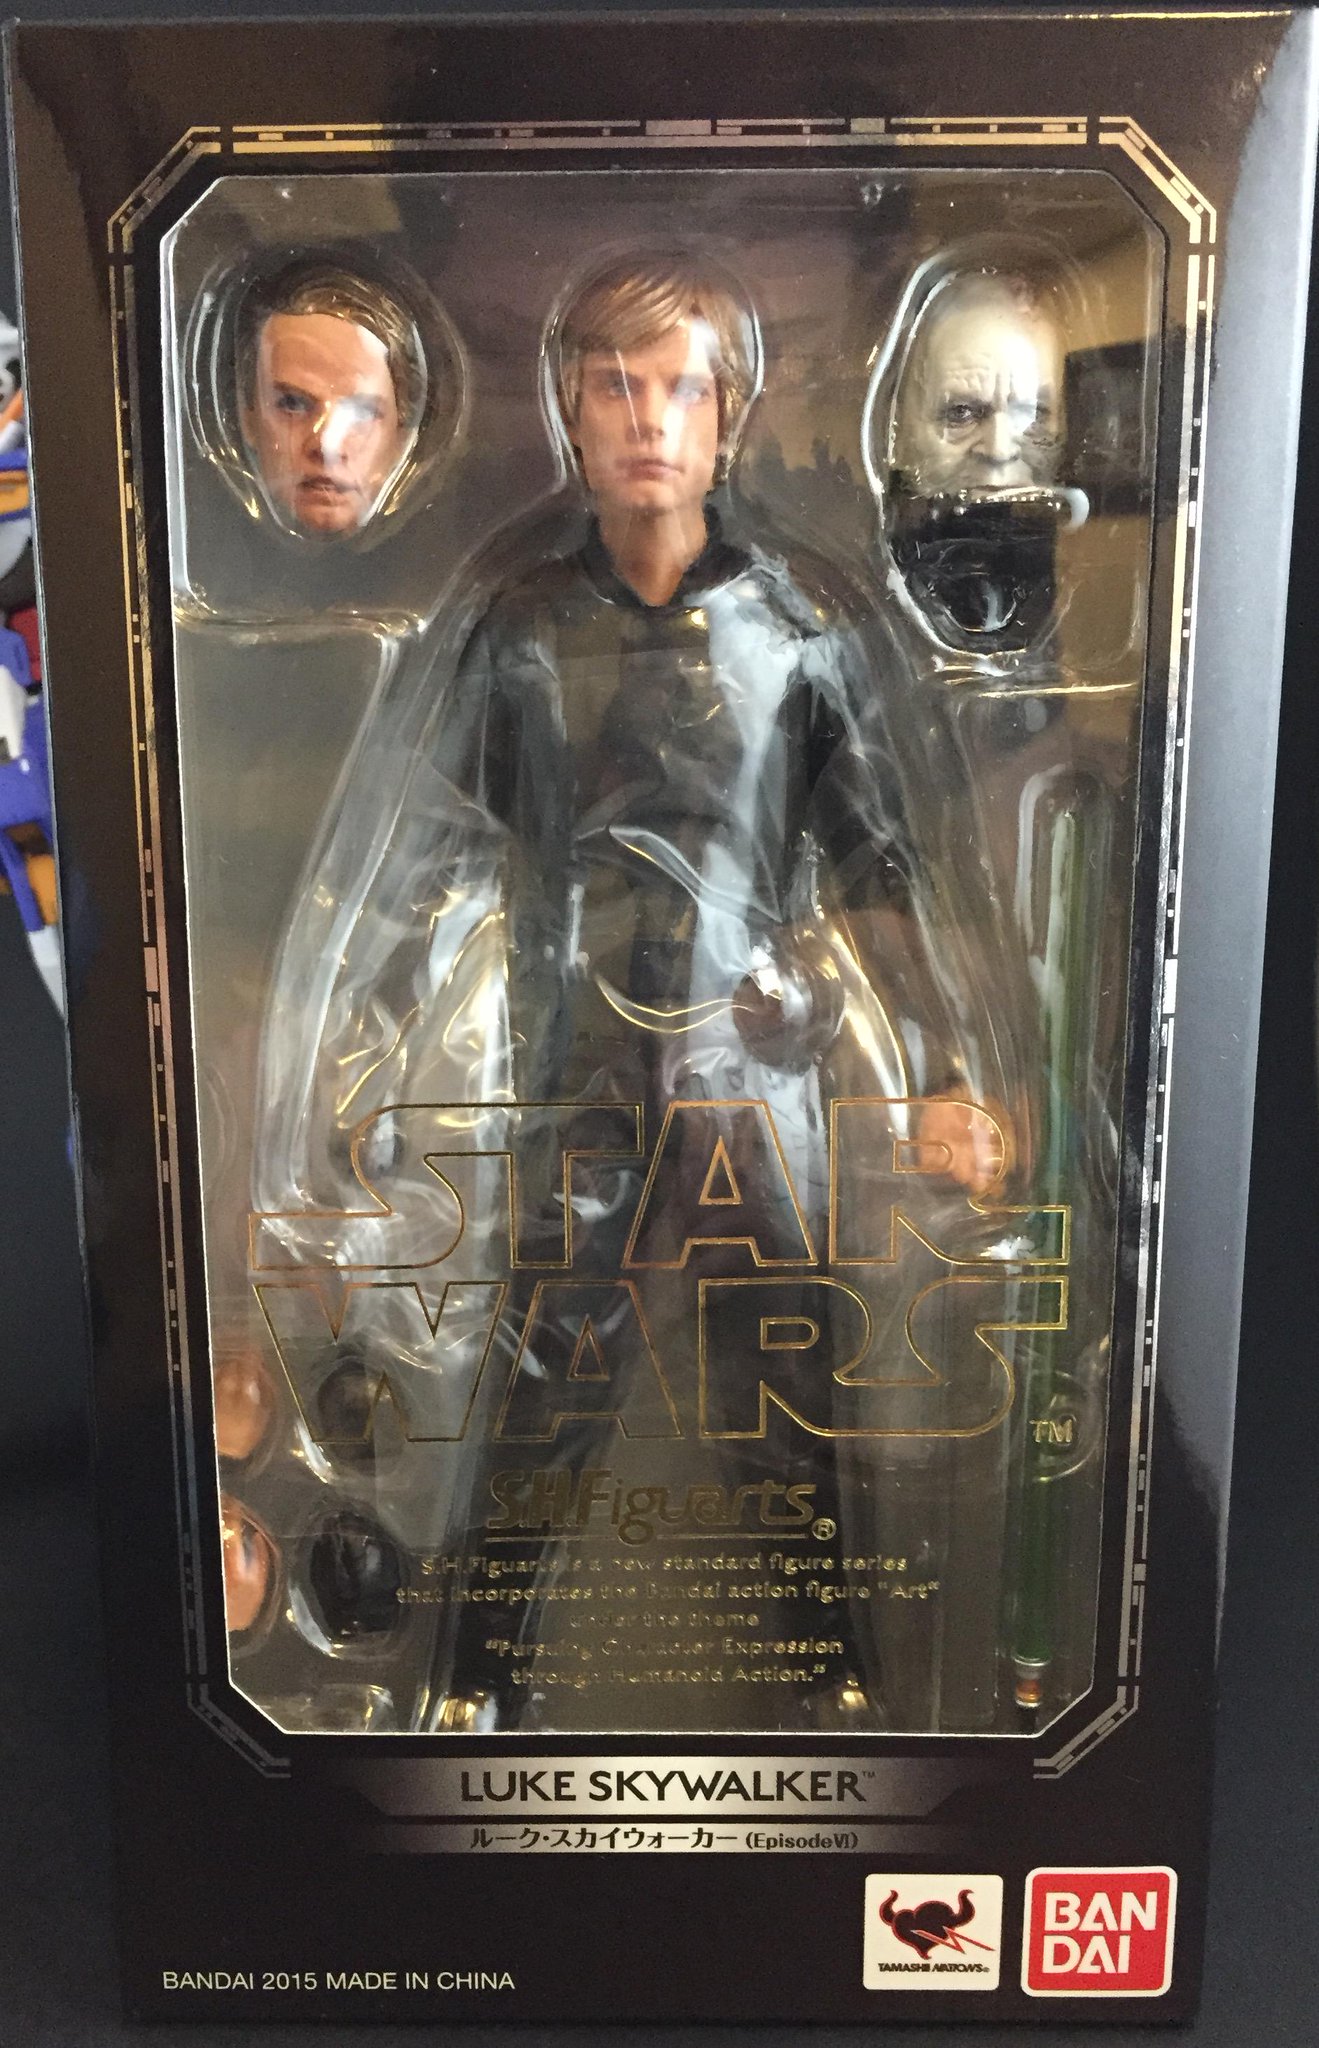 STAR
WARS
TM
S.H.Figuarts®
S.H.Figuarts is a new standard figure series
that incorporates the Bandai action figure "Art"
under the theme
"Pursuing Character Expression
through Humanoid Action."
LUKE SKYWALKER™
ルーク・スカイウォーカー (EpisodeⅥ)
TAMASHII NATIONS®
BAN
DAI
BANDAI 2015 MADE IN CHINA